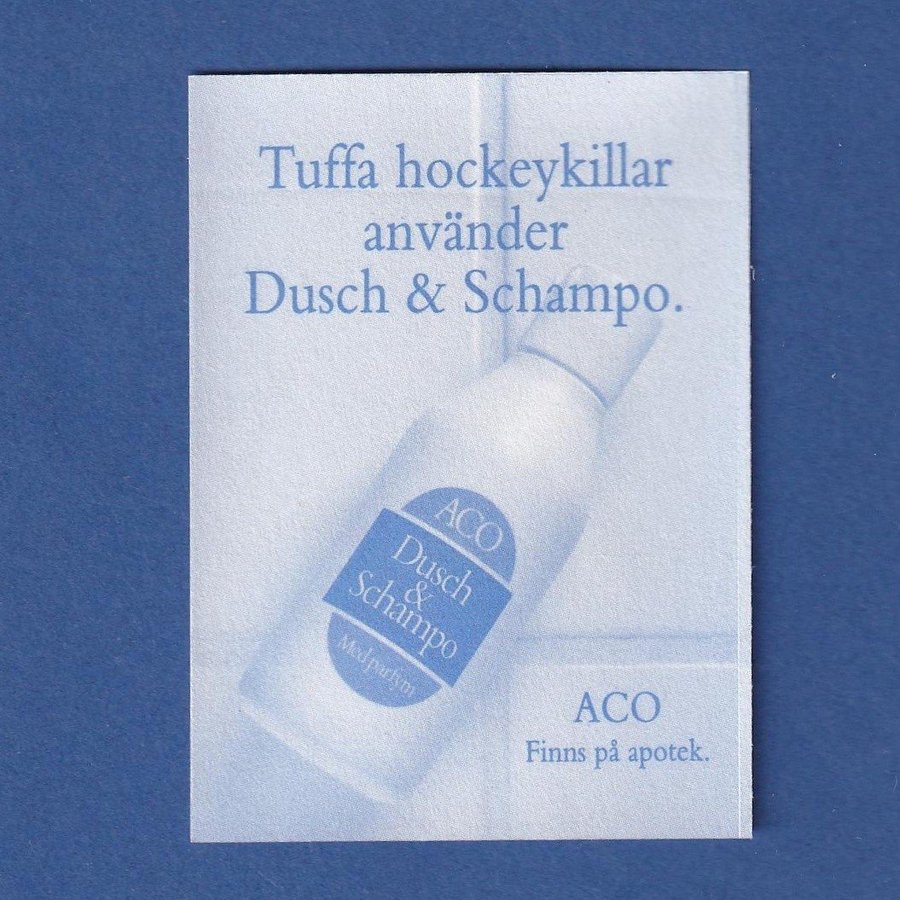 Tuffa hockeykillar
använder
Dusch & Schampo.
ACO
Dusch
&
Schampo
Med parfym
ACO
Finns på apotek.